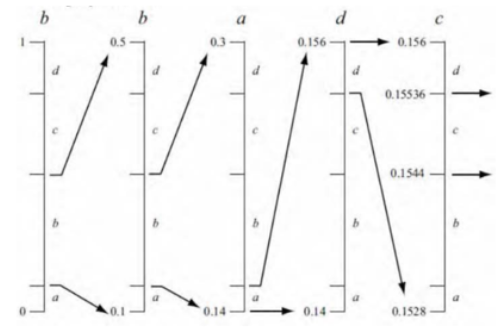 b b a d c
1 0.5 0.3 0.156 0.156
d d d d d
0.15536
c c c c c
0.1544
b b b b b
a a a a a
0 0.1 0.14 0.14 0.1528